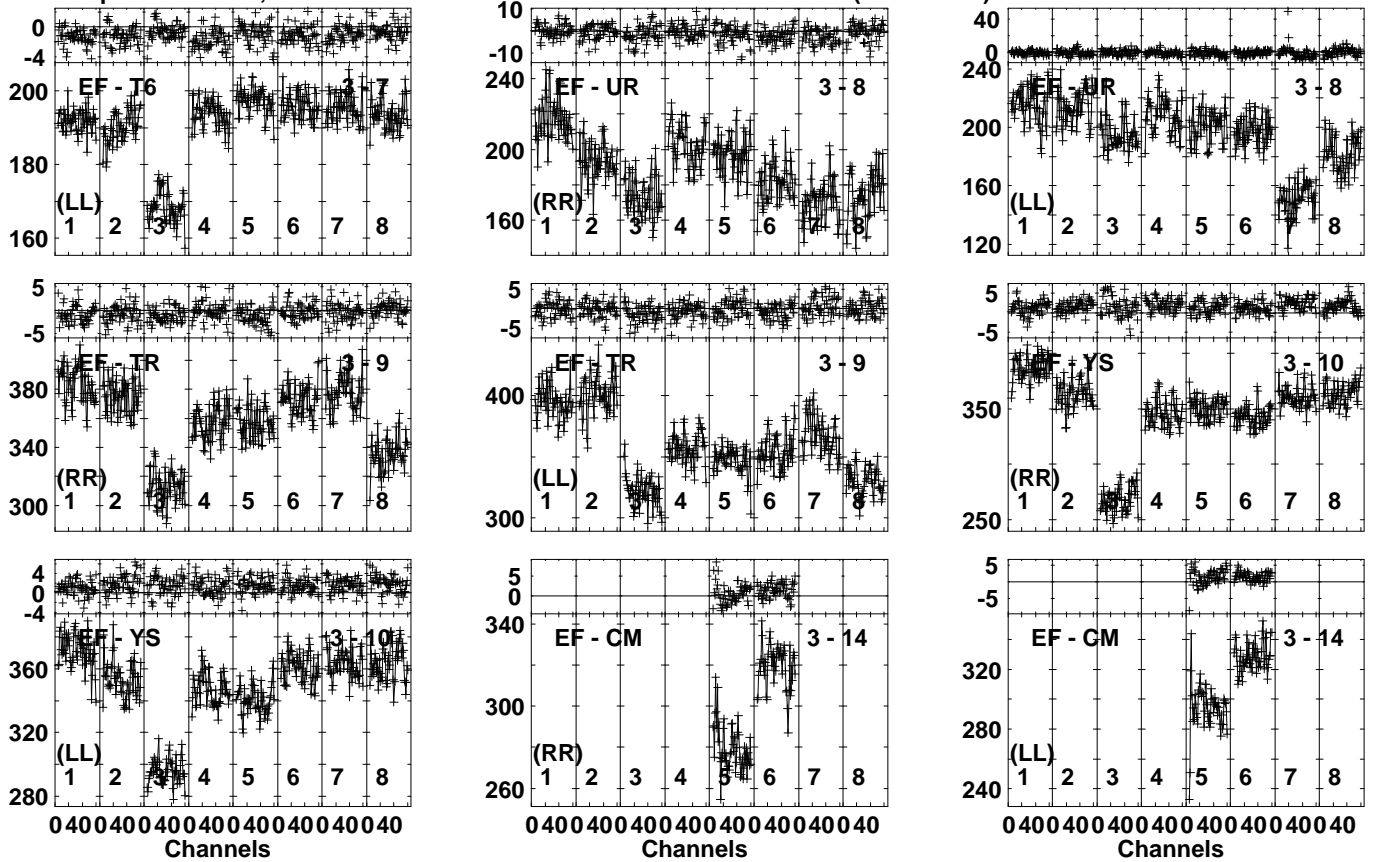 0 10 40
-4 -10 0
EF - T6 3 - 7
200
180
160
(LL)
1 2 3 4 5 6 7 8
EF - UR 3 - 8
240
200
160
(RR)
1 2 3 4 5 6 7 8
EF - UR 3 - 8
240
200
160
120
(LL)
1 2 3 4 5 6 7 8
5 5 5
-5 -5 -5
EF - TR 3 - 9
380
340
300
(RR)
1 2 3 4 5 6 7 8
EF - TR 3 - 9
400
300
(LL)
1 2 3 4 5 6 7 8
EF - YS 3 - 10
350
250
(RR)
1 2 3 4 5 6 7 8
4 5 5
0 0 -5
-4
EF - YS 3 - 10
360
320
280
(LL)
1 2 3 4 5 6 7 8
EF - CM 3 - 14
340
300
260
(RR)
1 2 3 4 5 6 7 8
EF - CM 3 - 14
320
280
240
(LL)
1 2 3 4 5 6 7 8
0 40 0 40 0 40 0 40 0 40 0 40 0 40 0 40
Channels
0 40 0 40 0 40 0 40 0 40 0 40 0 40 0 40
Channels
0 40 0 40 0 40 0 40 0 40 0 40 0 40 0 40
Channels